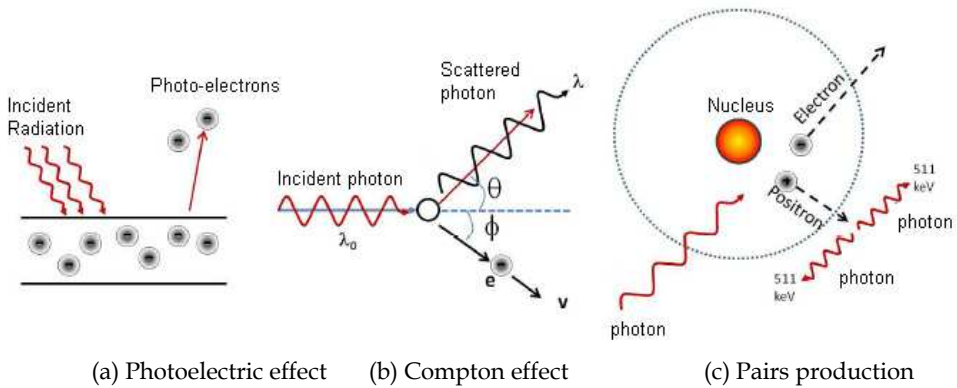 Incident
Radiation
Photo-electrons
Incident photon
λ₀
Scattered
photon
λ
θ
ϕ
e
v
Nucleus
Electron
Positron
511
keV
photon
511
keV
photon
photon
(a) Photoelectric effect
(b) Compton effect
(c) Pairs production